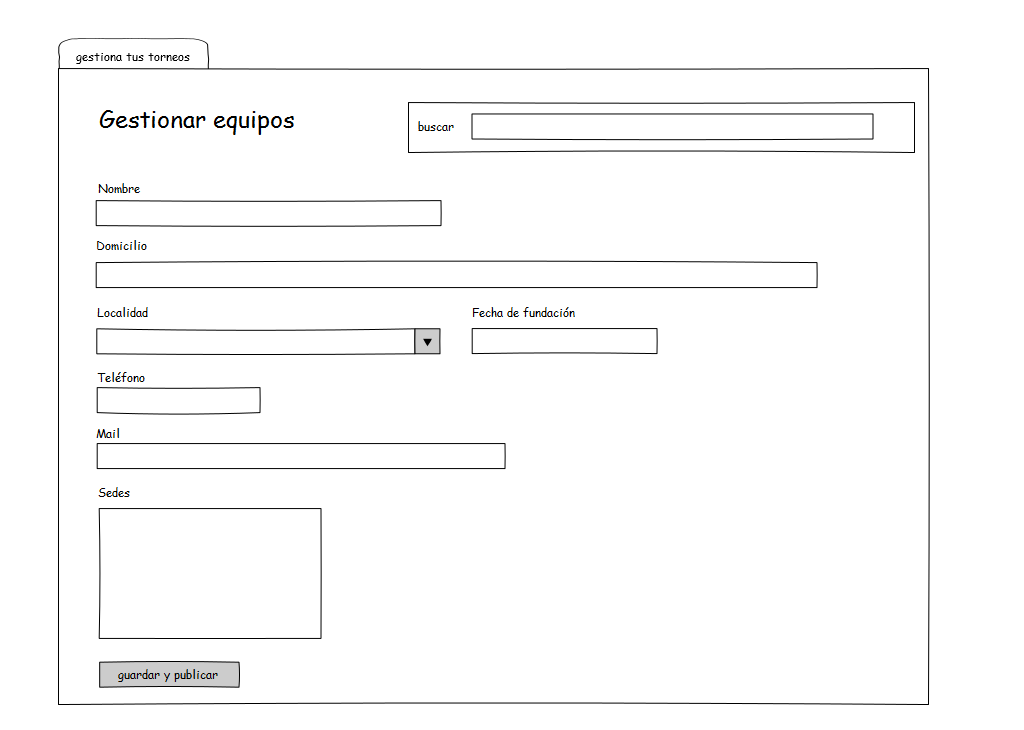 gestiona tus torneos
Gestionar equipos
buscar
Nombre
Domicilio
Localidad
Fecha de fundación
Teléfono
Mail
Sedes
guardar y publicar